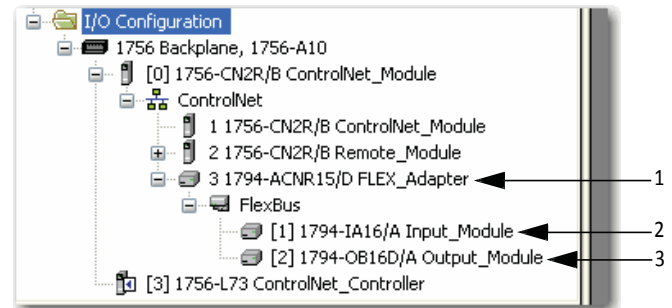 I/O Configuration
1756 Backplane, 1756-A10
[0] 1756-CN2R/B ControlNet_Module
ControlNet
1 1756-CN2R/B ControlNet_Module
2 1756-CN2R/B Remote_Module
3 1794-ACNR15/D FLEX_Adapter 1
FlexBus
[1] 1794-IA16/A Input_Module 2
[2] 1794-OB16D/A Output_Module 3
[3] 1756-L73 ControlNet_Controller